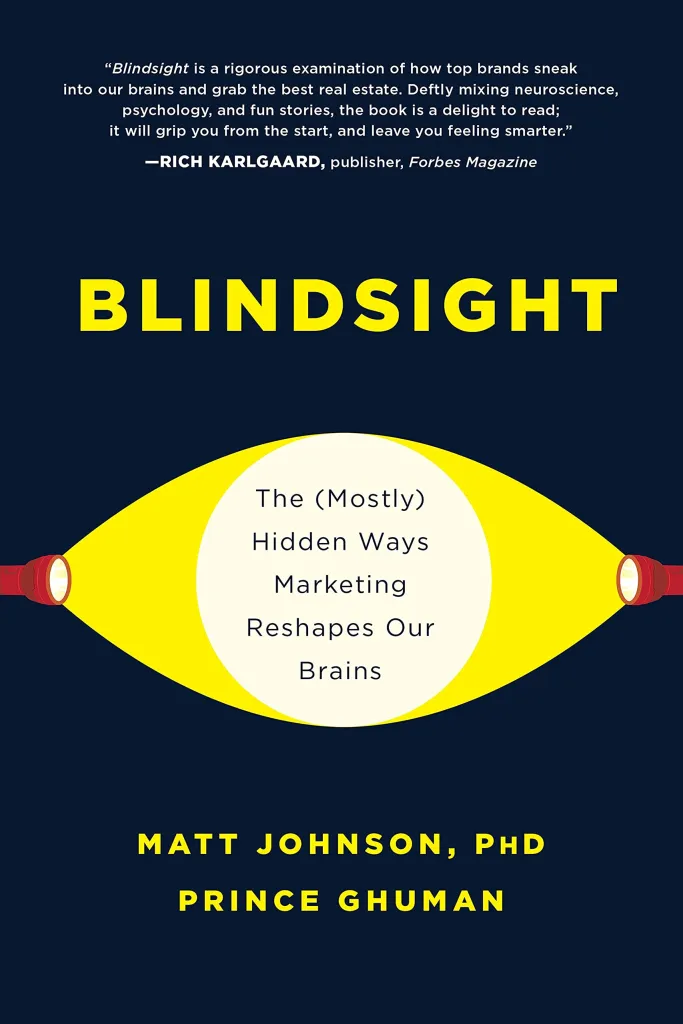 “Blindsight is a rigorous examination of how top brands sneak
into our brains and grab the best real estate. Deftly mixing neuroscience,
psychology, and fun stories, the book is a delight to read;
it will grip you from the start, and leave you feeling smarter.”
—RICH KARLGAARD, publisher, Forbes Magazine
BLINDSIGHT
The (Mostly)
Hidden Ways
Marketing
Reshapes Our
Brains
MATT JOHNSON, PHD
PRINCE GHUMAN